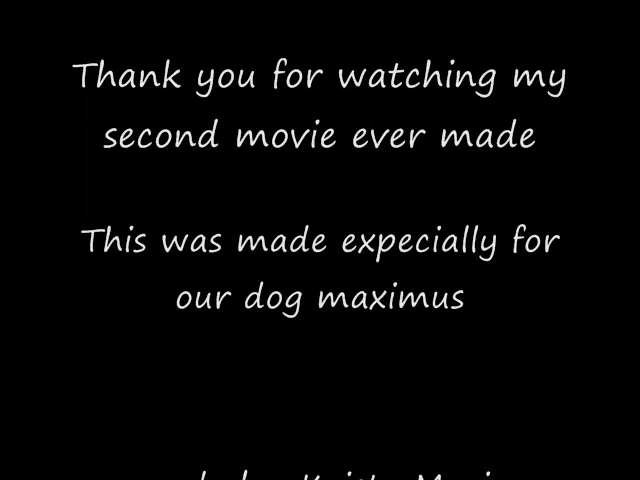 Thank you for watching my
second movie ever made
This was made expecially for
our dog maximus